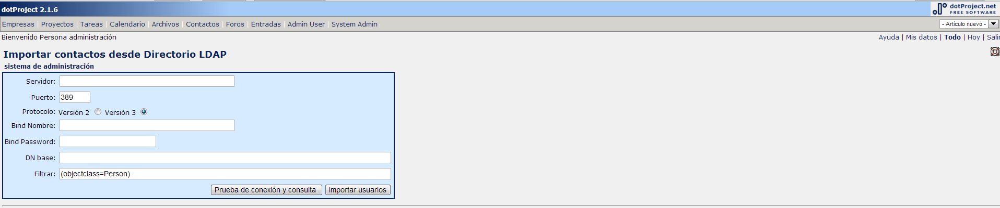 dotProject 2.1.6
dotProject.net
FREE SOFTWARE
Empresas | Proyectos | Tareas | Calendario | Archivos | Contactos | Foros | Entradas | Admin User | System Admin
- Artículo nuevo -
Bienvenido Persona administración
Ayuda | Mis datos | Todo | Hoy | Salir
Importar contactos desde Directorio LDAP
sistema de administración
Servidor:
Puerto: 389
Protocolo: Versión 2 Versión 3
Bind Nombre:
Bind Password:
DN base:
Filtrar: (objectclass=Person)
Prueba de conexión y consulta Importar usuarios